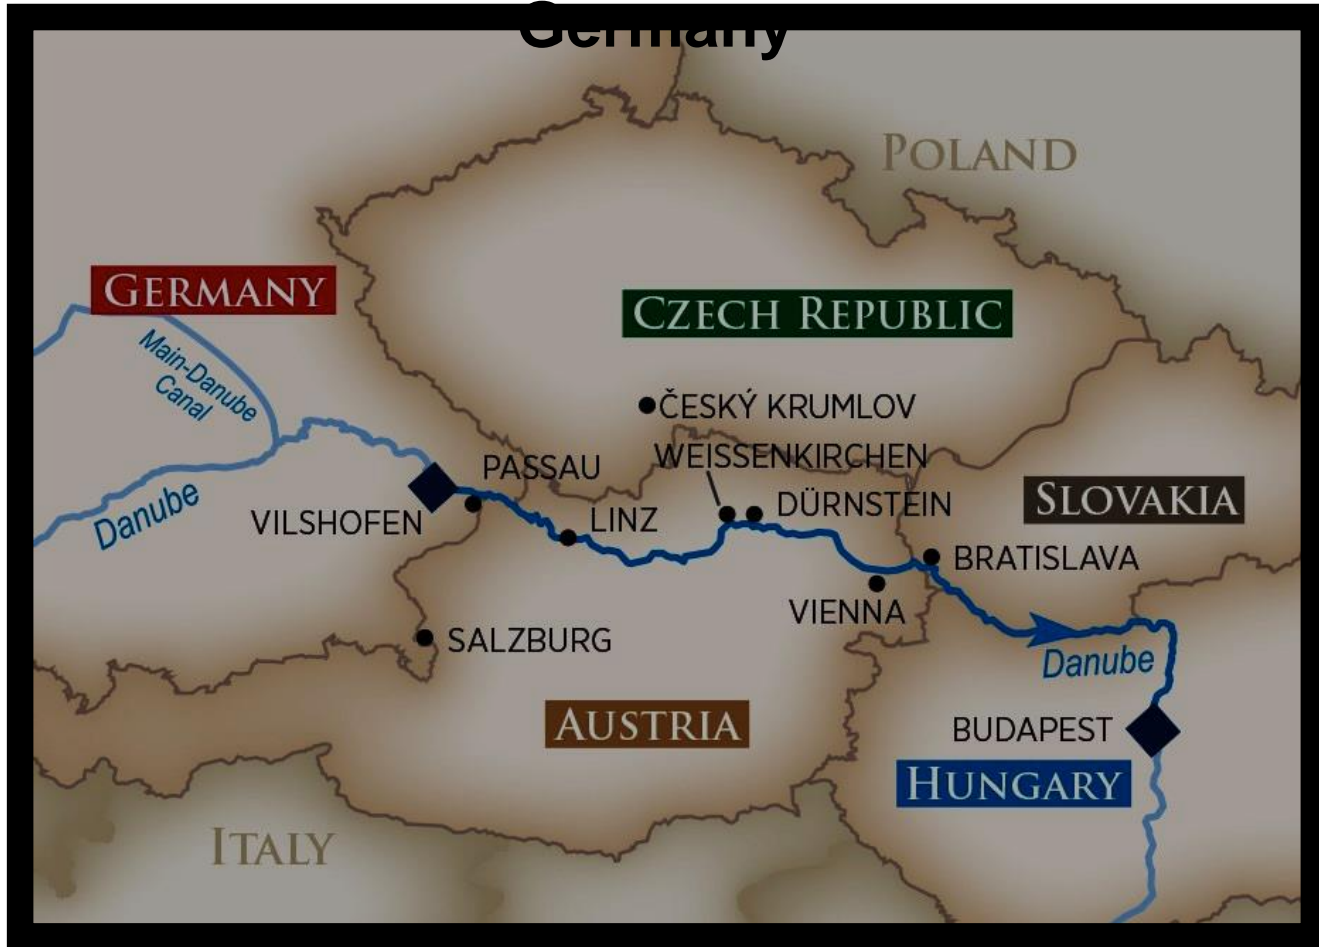 Germany
POLAND
GERMANY
CZECH REPUBLIC
Main-Danube
Canal
ČESKÝ KRUMLOV
WEISSENKIRCHEN
PASSAU
DÜRNSTEIN
SLOVAKIA
Danube
VILSHOFEN
LINZ
BRATISLAVA
VIENNA
SALZBURG
Danube
AUSTRIA
BUDAPEST
HUNGARY
ITALY